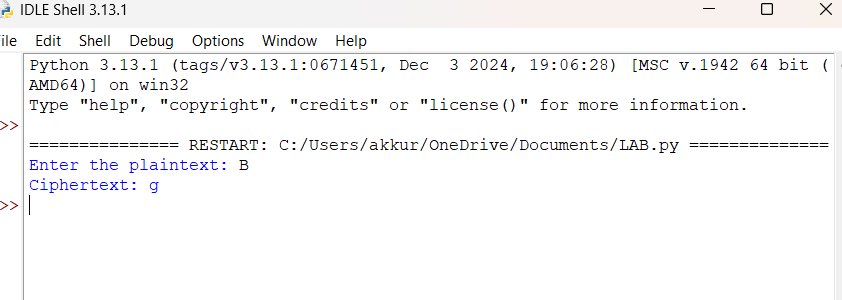 IDLE Shell 3.13.1
ile Edit Shell Debug Options Window Help
Python 3.13.1 (tags/v3.13.1:0671451, Dec  3 2024, 19:06:28) [MSC v.1942 64 bit (
AMD64)] on win32
Type "help", "copyright", "credits" or "license()" for more information.
>>
=============== RESTART: C:/Users/akkur/OneDrive/Documents/LAB.py ==============
Enter the plaintext: B
Ciphertext: g
>>